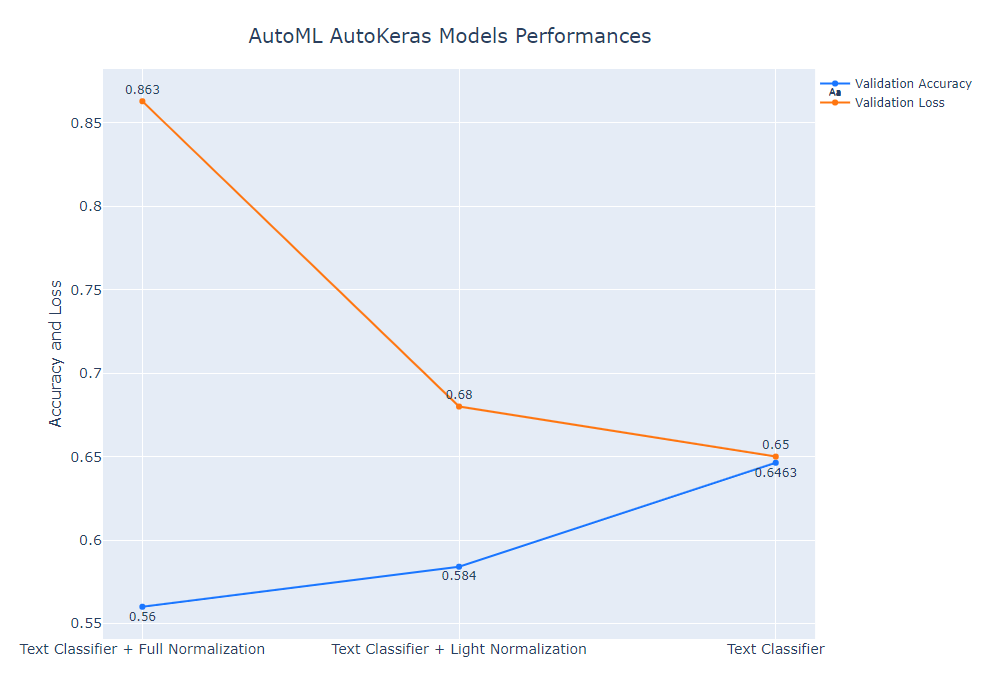 AutoML AutoKeras Models Performances
Validation Accuracy
Aa
Validation Loss
Accuracy and Loss
0.85
0.8
0.75
0.7
0.65
0.6
0.55
0.863
0.68
0.65
0.6463
0.584
0.56
Text Classifier + Full Normalization
Text Classifier + Light Normalization
Text Classifier